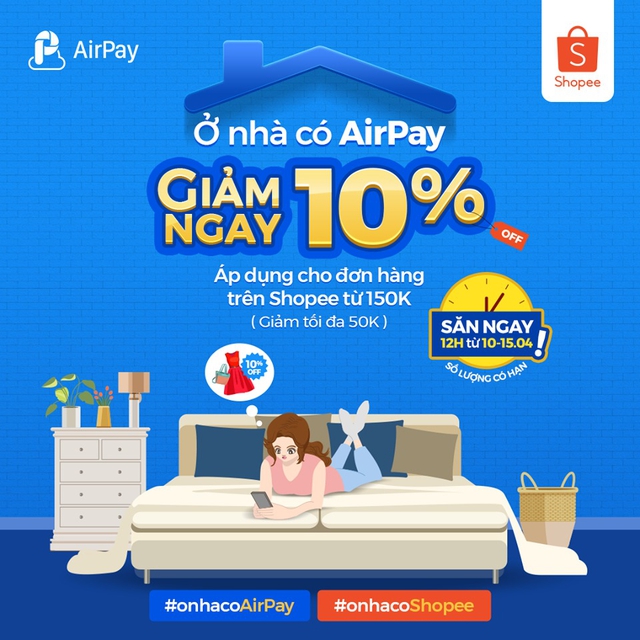 AirPay
Shopee
Ở nhà có AirPay
GIẢM
NGAY 10%
OFF
Áp dụng cho đơn hàng
trên Shopee từ 150K
( Giảm tối đa 50K )
SĂN NGAY
12H từ 10-15.04 !
SỐ LƯỢNG CÓ HẠN
10%
OFF
#onhacoAirPay
#onhacoShopee